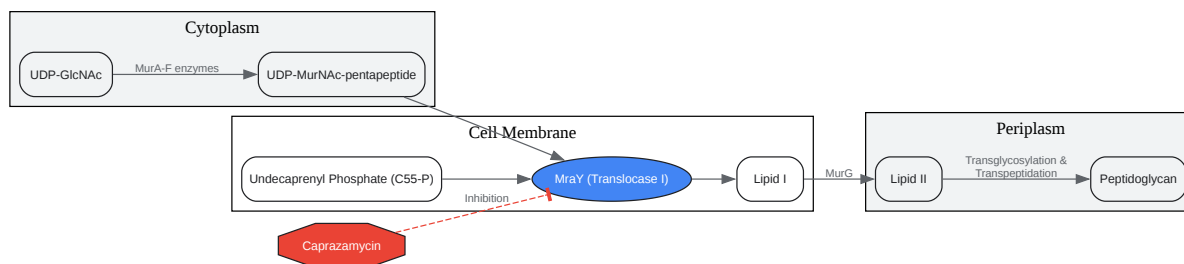 Cytoplasm
UDP-GlcNAc
MurA-F enzymes
UDP-MurNAc-pentapeptide
Cell Membrane
Undecaprenyl Phosphate (C55-P)
MraY (Translocase I)
Lipid I
MurG
Inhibition
Caprazamycin
Periplasm
Lipid II
Transglycosylation &
Transpeptidation
Peptidoglycan